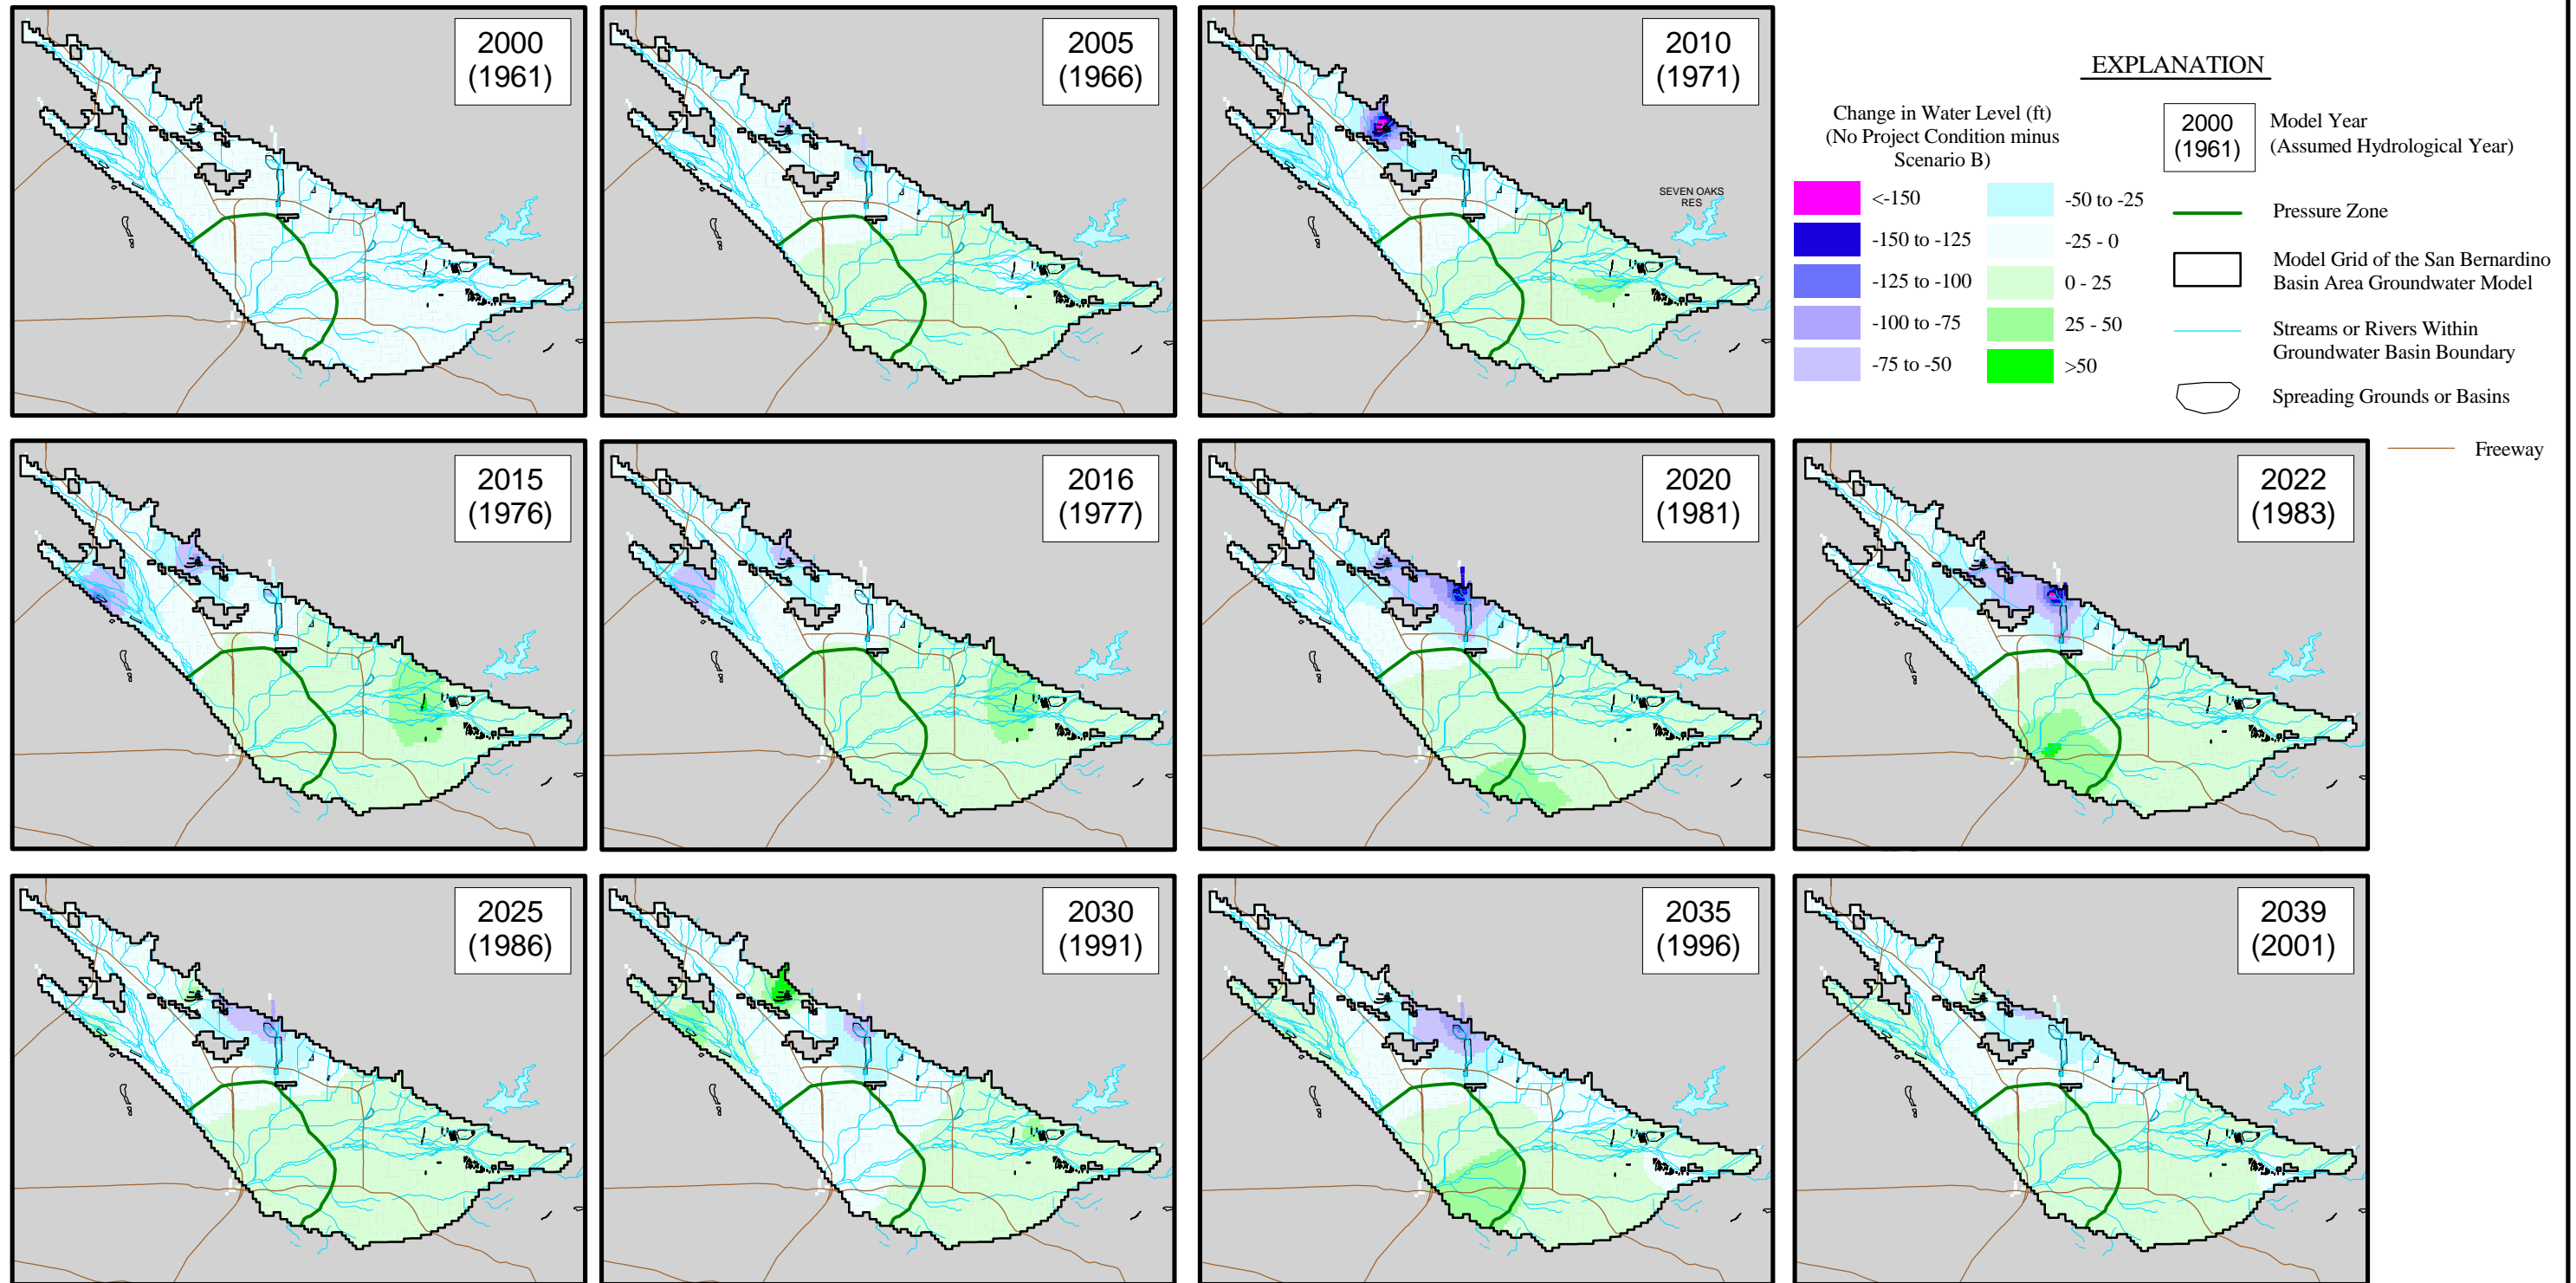 2000
(1961)
2005
(1966)
2010
(1971)
SEVEN OAKS
RES
EXPLANATION
Change in Water Level (ft)
(No Project Condition minus
Scenario B)
<-150
-150 to -125
-125 to -100
-100 to -75
-75 to -50
-50 to -25
-25 - 0
0 - 25
25 - 50
>50
2000
(1961)
Model Year
(Assumed Hydrological Year)
Pressure Zone
Model Grid of the San Bernardino
Basin Area Groundwater Model
Streams or Rivers Within
Groundwater Basin Boundary
Spreading Grounds or Basins
Freeway
2015
(1976)
2016
(1977)
2020
(1981)
2022
(1983)
2025
(1986)
2030
(1991)
2035
(1996)
2039
(2001)